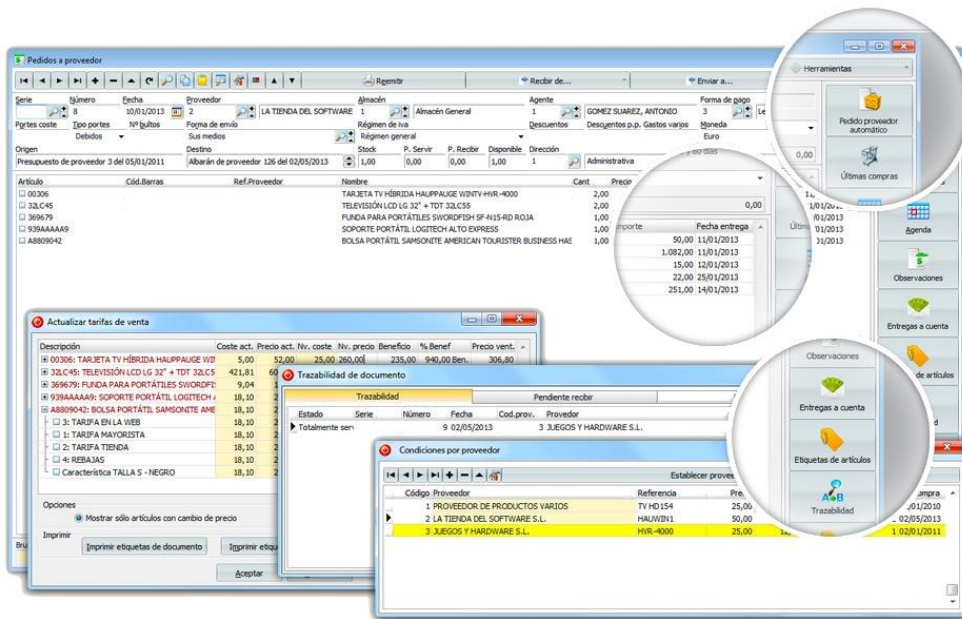 Pedidos a proveedor
Reemitir Recibir de... Enviar a... Herramientas
Serie Número Fecha Proveedor Almacén Agente Forma de pago
8 10/01/2013 2 LA TIENDA DEL SOFTWARE 1 Almacén General 1 GOMEZ SUAREZ, ANTONIO 3
Portes coste Tipo portes Nº bultos Forma de envío Régimen de iva Descuentos Descuentos p.p. Gastos varios Moneda
Debidos Sus medios Régimen general Euro
Origen Destino Stock P. Servir P. Recibir Disponible Dirección
Presupuesto de proveedor 3 del 05/01/2011 Albarán de proveedor 126 del 02/05/2013 1,00 0,00 0,00 1,00 1 Administrativa
0,00
Pedido proveedor
automático
Últimas compras
Artículo Cód.Barras Ref.Proveedor Nombre Cant
00306 TARJETA TV HÍBRIDA HAUPPAUGE WINTV-HVR-4000 2,00
32LC45 TELEVISIÓN LCD LG 32" + TDT 32LC55 2,00
369679 FUNDA PARA PORTÁTILES SWORDFISH SF-N15-RD ROJA 1,00
939AAAAA9 SOPORTE PORTÁTIL LOGITECH ALTO EXPRESS 1,00
A8809042 BOLSA PORTÁTIL SAMSONITE AMERICAN TOURISTER BUSINESS HAS 1,00
0,00
Fecha entrega
50,00 11/01/2013
1.082,00 11/01/2013
15,00 12/01/2013
22,00 25/01/2013
251,00 14/01/2013
Agenda
Observaciones
Entregas a cuenta
de artículos
Actualizar tarifas de venta
Descripción Coste act. Precio act. Nv. coste Nv. precio Beneficio % Benef Precio vent.
00306: TARJETA TV HÍBRIDA HAUPPAUGE 5,00 52,00 25,00 260,00 235,00 940,00 Ben. 306,80
32LC45: TELEVISIÓN LCD LG 32" + TDT 32LC5 421,81
369679: FUNDA PARA PORTÁTILES 9,04
939AAAAA9: SOPORTE PORTÁTIL LOGITECH 18,10
A8809042: BOLSA PORTÁTIL SAMSONITE AME 18,10
3: TARIFA EN LA WEB 18,10
1: TARIFA MAYORISTA 18,10
2: TARIFA TIENDA 18,10
4: REBAJAS 18,10
Característica TALLA S - NEGRO 18,10
Opciones
Mostrar sólo artículos con cambio de precio
Imprimir
Imprimir etiquetas de documento
Aceptar
Trazabilidad de documento
Trazabilidad Pendiente recibir
Estado Serie Número Fecha Cod.prov. Provedor
Totalmente 9 02/05/2013 3 JUEGOS Y HARDWARE S.L.
Observaciones
Entregas a cuenta
Etiquetas de artículos
Trazabilidad
Condiciones por proveedor
Establecer
Código Proveedor Referencia
1 PROVEEDOR DE PRODUCTOS VARIOS TV HD154 25,00
2 LA TIENDA DEL SOFTWARE S.L. HAUWIN1 50,00 02/05/2013
3 JUEGOS Y HARDWARE S.L. HVR-4000 25,00 1 02/01/2011